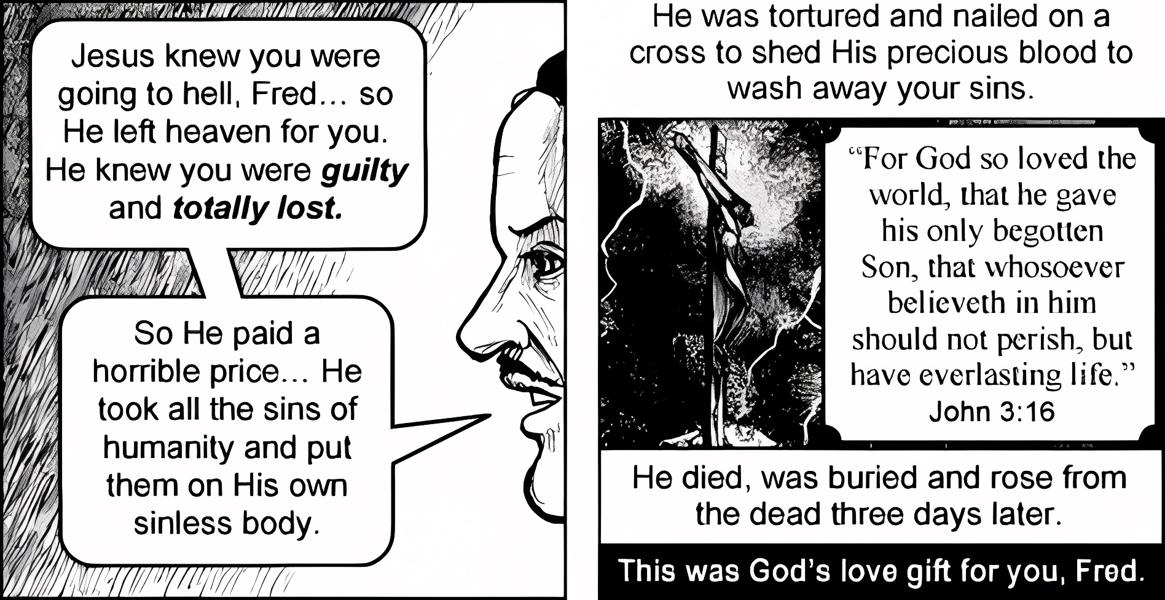 Jesus knew you were
going to hell, Fred... so
He left heaven for you.
He knew you were guilty
and totally lost.
So He paid a
horrible price... He
took all the sins of
humanity and put
them on His own
sinless body.
He was tortured and nailed on a
cross to shed His precious blood to
wash away your sins.
“For God so loved the
world, that he gave
his only begotten
Son, that whosoever
believeth in him
should not perish, but
have everlasting life.”
John 3:16
He died, was buried and rose from
the dead three days later.
This was God's love gift for you, Fred.